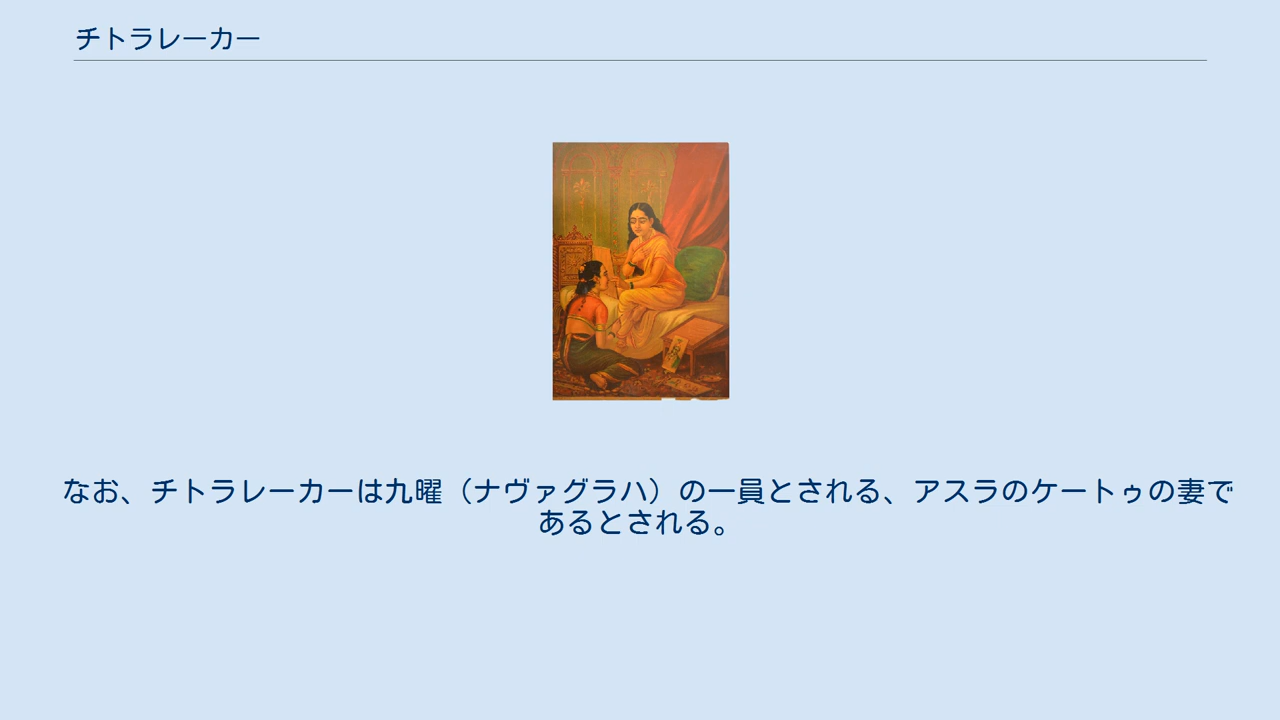 チトラレーカー
なお、チトラレーカーは九曜（ナヴァグラハ）の一員とされる、アスラのケートゥの妻で
あるとされる。